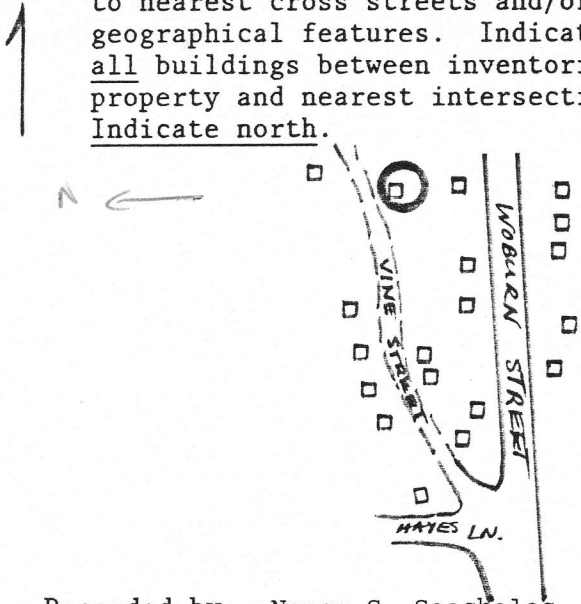 to nearest cross streets and/or
geographical features. Indicat
all buildings between inventori
property and nearest intersecti
Indicate north.
N
VINE STREET
WOBURN STREET
HAYES LN.
Recorded by Nancy S. Seasholes